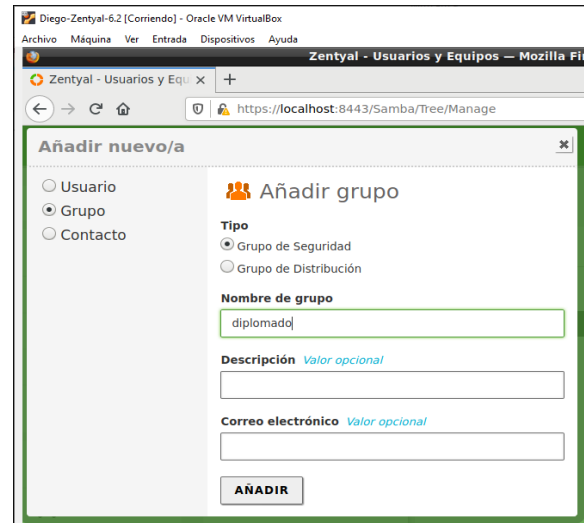 Diego-Zentyal-6.2 [Corriendo] - Oracle VM VirtualBox
Archivo Máquina Ver Entrada Dispositivos Ayuda
Zentyal - Usuarios y Equipos — Mozilla Fi
Zentyal - Usuarios y Equ
https://localhost:8443/Samba/Tree/Manage
Añadir nuevo/a
Usuario
Grupo
Contacto
Añadir grupo
Tipo
Grupo de Seguridad
Grupo de Distribución
Nombre de grupo
diplomado
Descripción Valor opcional
Correo electrónico Valor opcional
AÑADIR